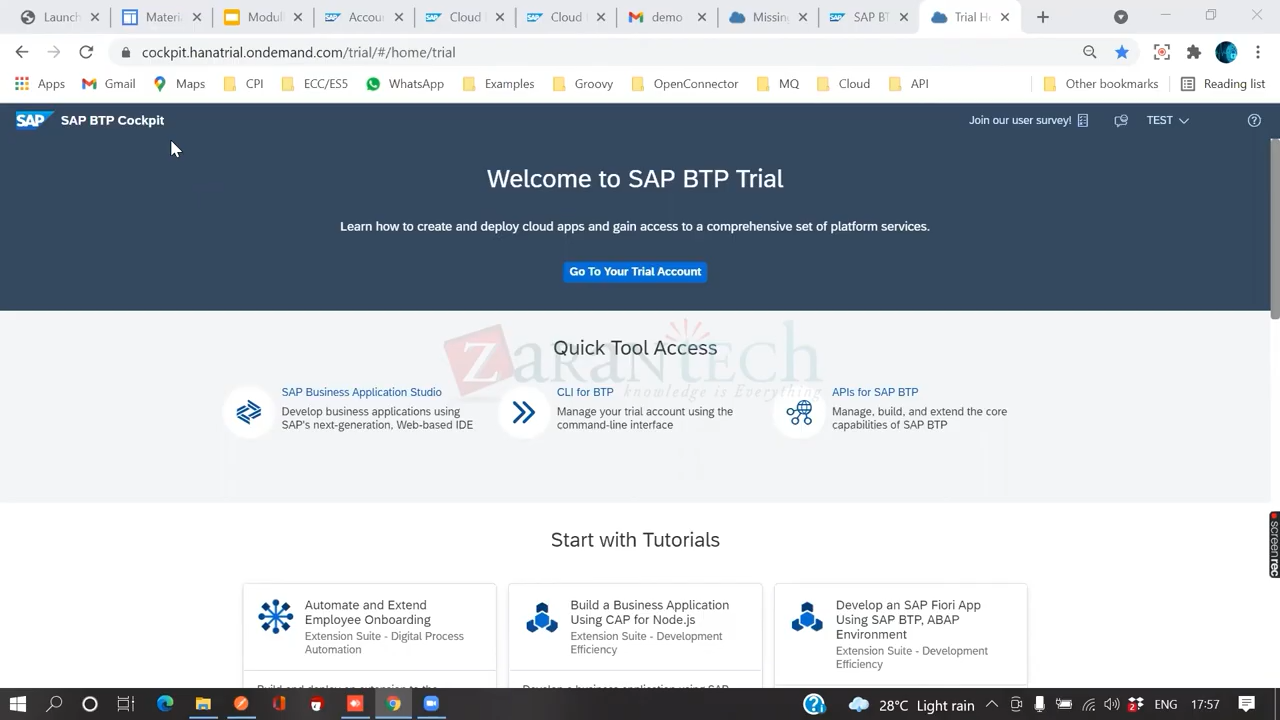 Launch
Materi
Modul
Accou
Cloud
Cloud
demo
Missing
SAP BT
Trial H
cockpit.hanatrial.ondemand.com/trial/#/home/trial
Apps
Gmail
Maps
CPI
ECC/ES5
WhatsApp
Examples
Groovy
OpenConnector
MQ
Cloud
API
Other bookmarks
Reading list
SAP
SAP BTP Cockpit
Join our user survey!
TEST
Welcome to SAP BTP Trial
Learn how to create and deploy cloud apps and gain access to a comprehensive set of platform services.
Go To Your Trial Account
Quick Tool Access
zarantech
knowledge is Everything
SAP Business Application Studio
Develop business applications using
SAP's next-generation, Web-based IDE
CLI for BTP
Manage your trial account using the
command-line interface
APIs for SAP BTP
Manage, build, and extend the core
capabilities of SAP BTP
screenrec
Start with Tutorials
Automate and Extend
Employee Onboarding
Extension Suite - Digital Process
Automation
Build a Business Application
Using CAP for Node.js
Extension Suite - Development
Efficiency
Develop an SAP Fiori App
Using SAP BTP, ABAP
Environment
Extension Suite - Development
Efficiency
28°C Light rain
ENG
17:57